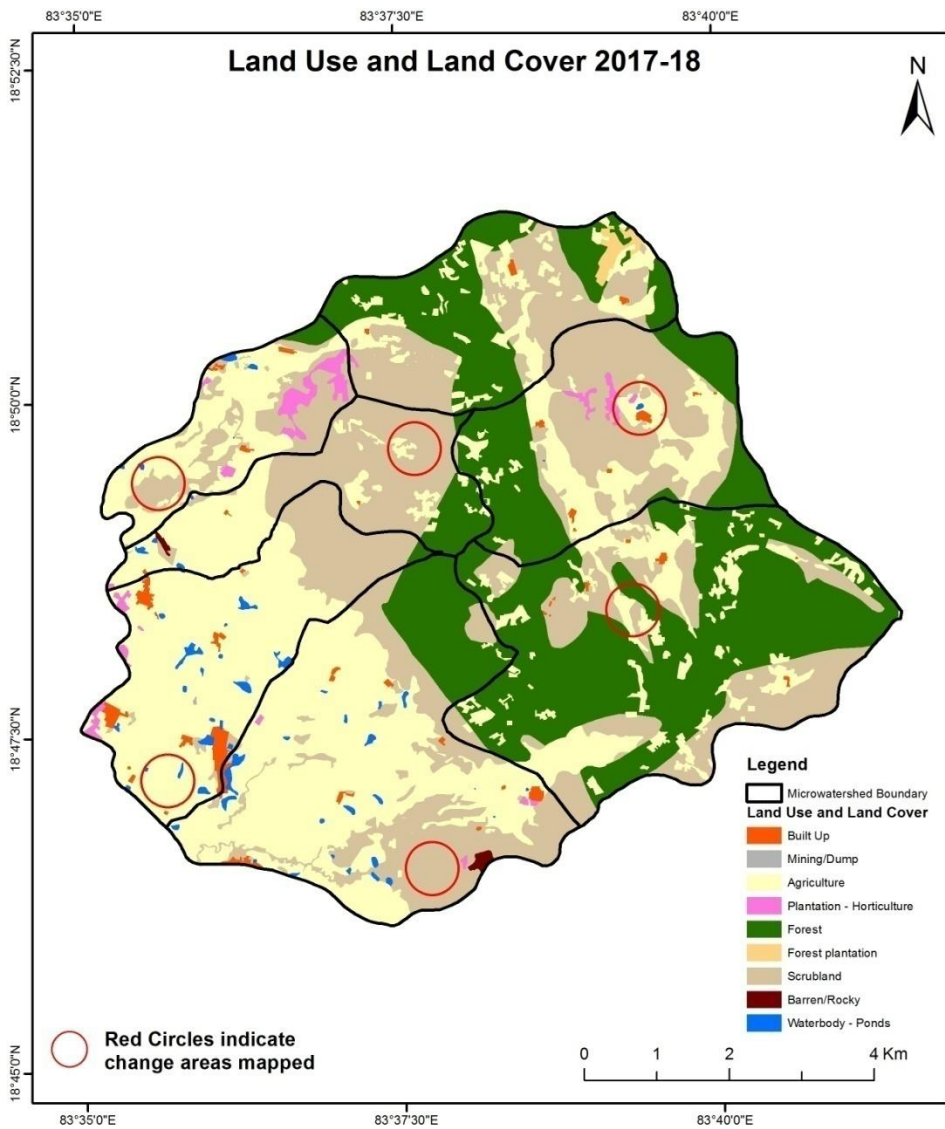 83°35'0"E 83°37'30"E 83°40'0"E
Land Use and Land Cover 2017-18
N
18°52'30"N
18°50'0"N
18°47'30"N
18°45'0"N
Legend
Microwatershed Boundary
Land Use and Land Cover
Built Up
Mining/Dump
Agriculture
Plantation - Horticulture
Forest
Forest plantation
Scrubland
Barren/Rocky
Waterbody - Ponds
Red Circles indicate
change areas mapped
0 1 2 4 Km
83°35'0"E 83°37'30"E 83°40'0"E